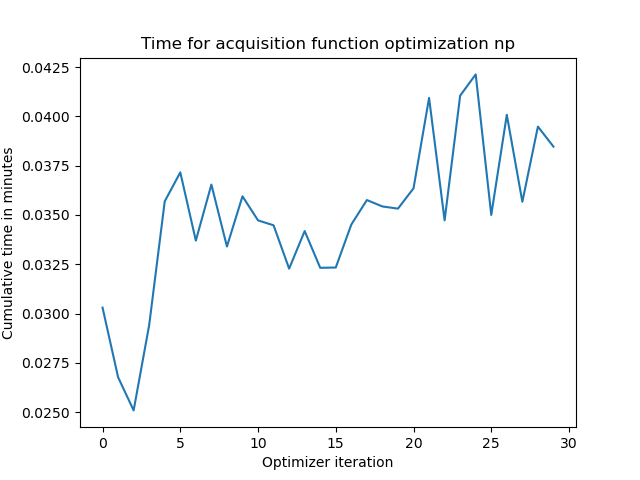 Time for acquisition function optimization np
Cumulative time in minutes
0.0425
0.0400
0.0375
0.0350
0.0325
0.0300
0.0275
0.0250
0 5 10 15 20 25 30
Optimizer iteration